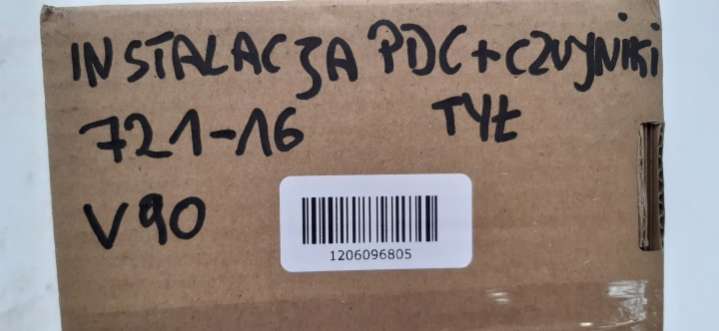 INSTALACJA PDC+CZUJNIKI
721-16 TYŁ
V90
1206096805